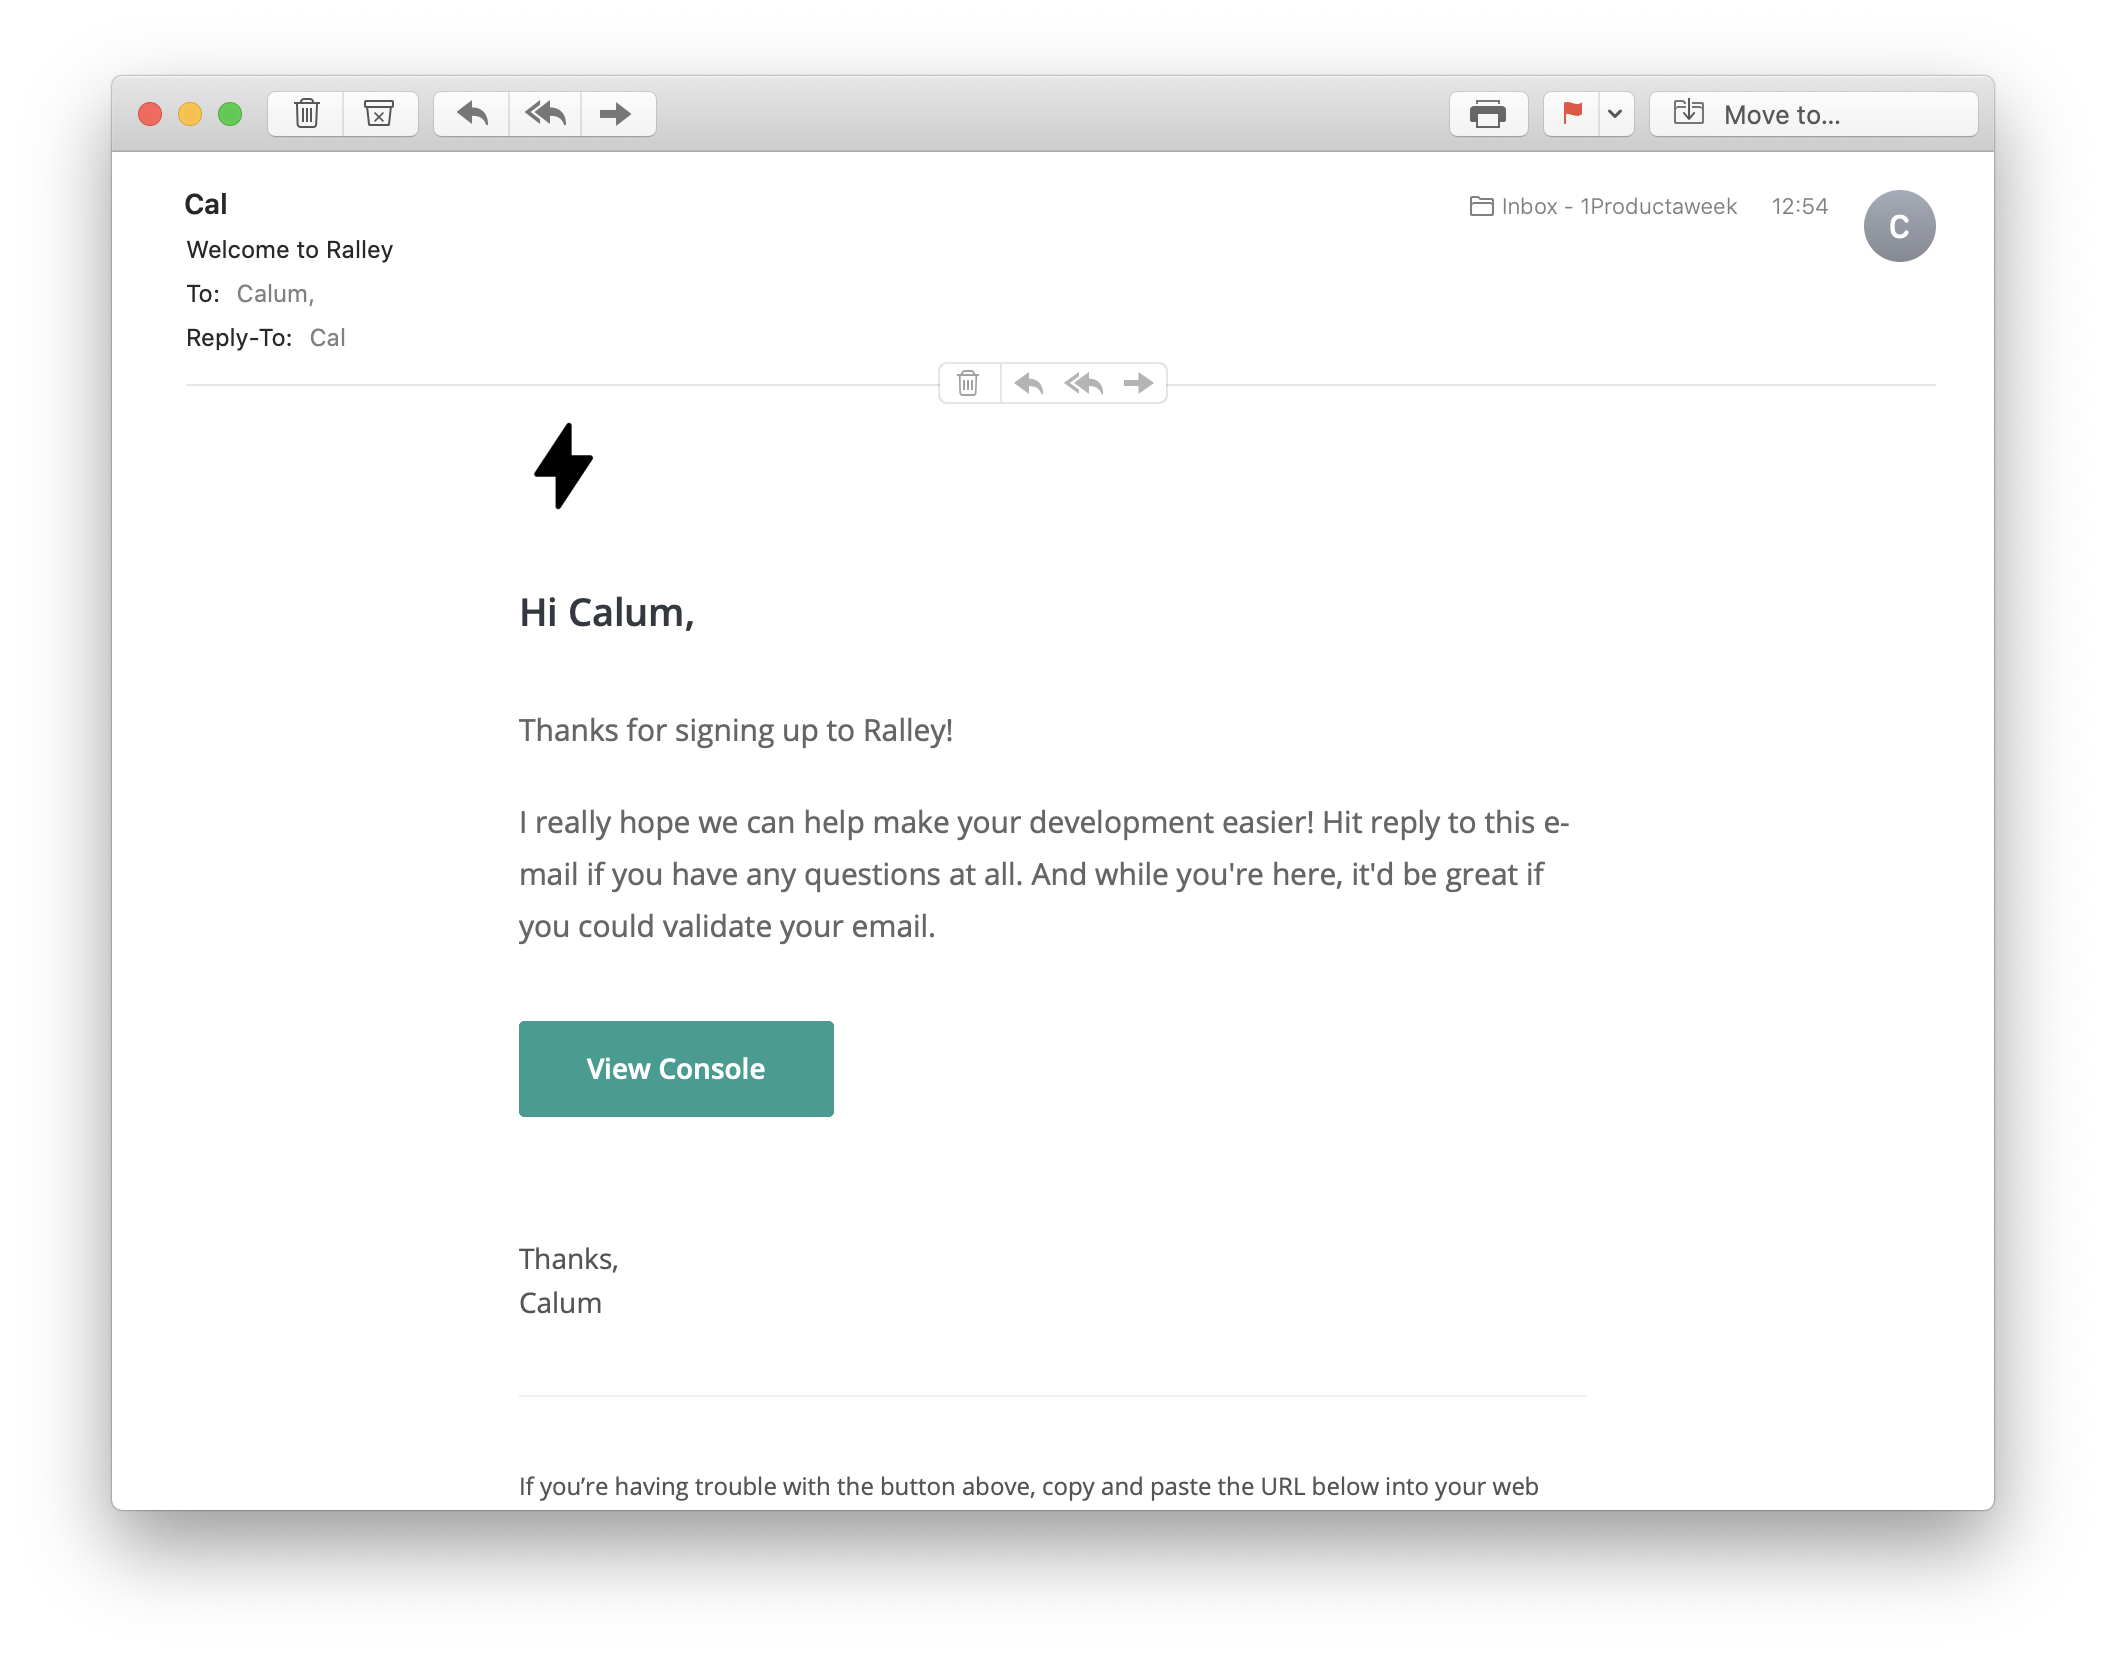 Move to...
Cal
Inbox - 1Productaweek 12:54
C
Welcome to Ralley
To: Calum,
Reply-To: Cal
Hi Calum,
Thanks for signing up to Ralley!
I really hope we can help make your development easier! Hit reply to this e-
mail if you have any questions at all. And while you're here, it'd be great if
you could validate your email.
View Console
Thanks,
Calum
If you’re having trouble with the button above, copy and paste the URL below into your web